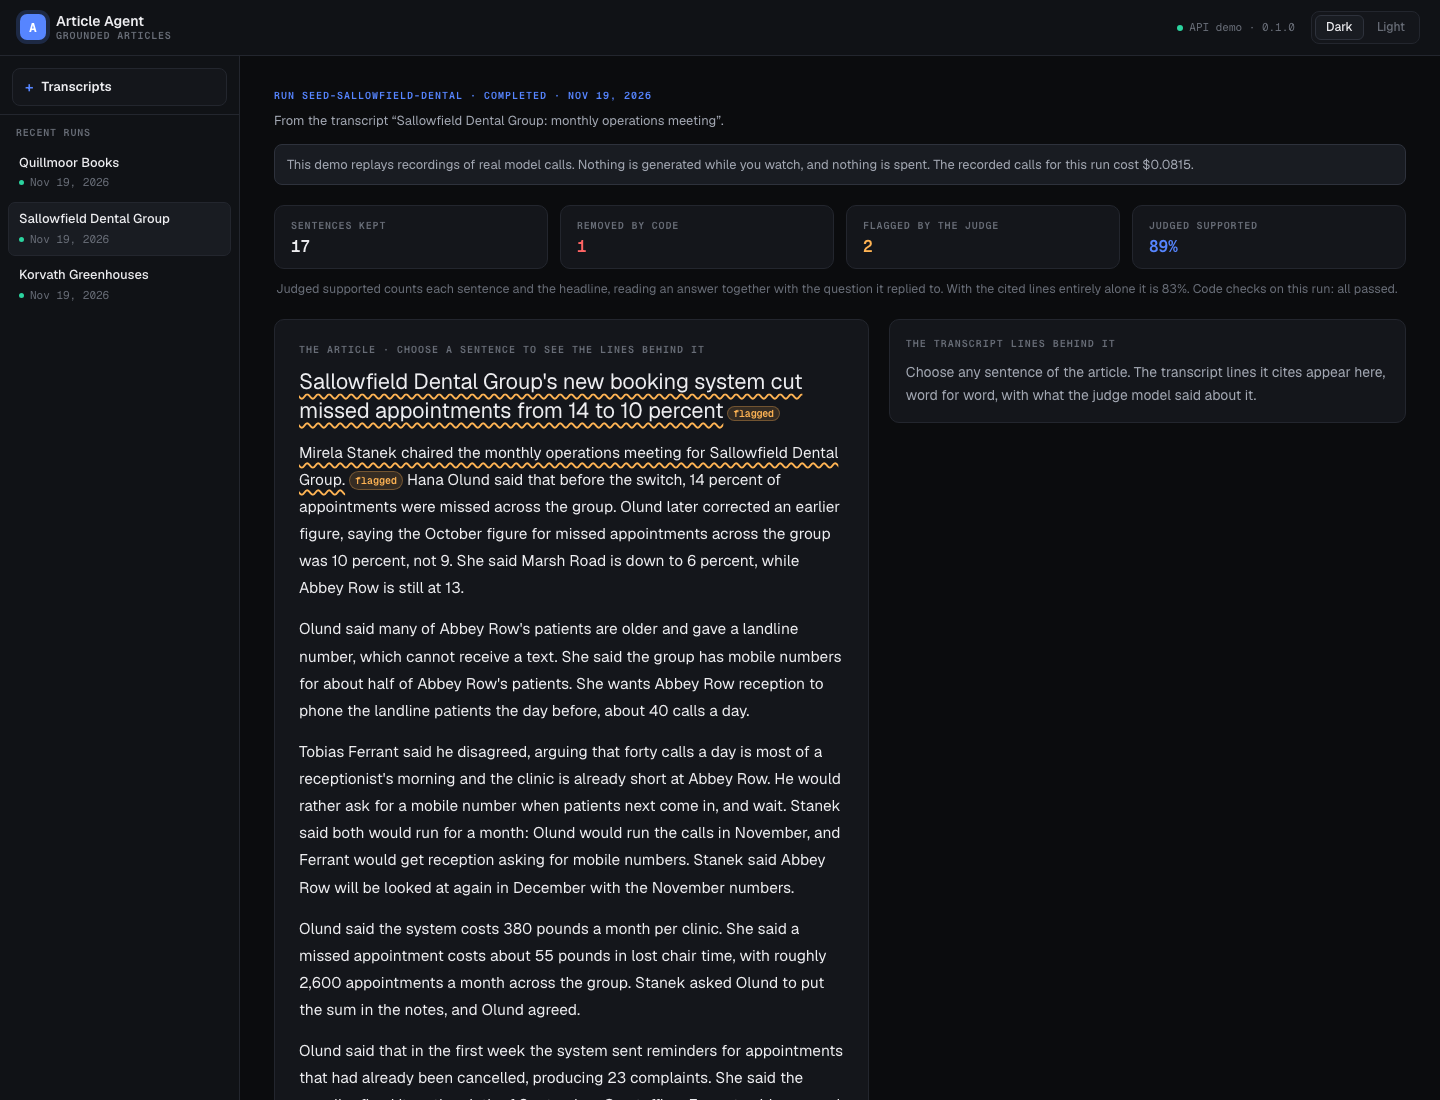 A
Article Agent
GROUNDED ARTICLES
API demo · 0.1.0
Dark
Light
+ Transcripts
RECENT RUNS
Quillmoor Books
Nov 19, 2026
Sallowfield Dental Group
Nov 19, 2026
Korvath Greenhouses
Nov 19, 2026
RUN SEED-SALLOWFIELD-DENTAL · COMPLETED · NOV 19, 2026
From the transcript “Sallowfield Dental Group: monthly operations meeting”.
This demo replays recordings of real model calls. Nothing is generated while you watch, and nothing is spent. The recorded calls for this run cost $0.0815.
SENTENCES KEPT
17
REMOVED BY CODE
1
FLAGGED BY THE JUDGE
2
JUDGED SUPPORTED
89%
Judged supported counts each sentence and the headline, reading an answer together with the question it replied to. With the cited lines entirely alone it is 83%. Code checks on this run: all passed.
THE ARTICLE · CHOOSE A SENTENCE TO SEE THE LINES BEHIND IT
Sallowfield Dental Group's new booking system cut
missed appointments from 14 to 10 percent flagged
Mirela Stanek chaired the monthly operations meeting for Sallowfield Dental
Group. flagged Hana Olund said that before the switch, 14 percent of
appointments were missed across the group. Olund later corrected an earlier
figure, saying the October figure for missed appointments across the group
was 10 percent, not 9. She said Marsh Road is down to 6 percent, while
Abbey Row is still at 13.
Olund said many of Abbey Row's patients are older and gave a landline
number, which cannot receive a text. She said the group has mobile numbers
for about half of Abbey Row's patients. She wants Abbey Row reception to
phone the landline patients the day before, about 40 calls a day.
Tobias Ferrant said he disagreed, arguing that forty calls a day is most of a
receptionist's morning and the clinic is already short at Abbey Row. He would
rather ask for a mobile number when patients next come in, and wait. Stanek
said both would run for a month: Olund would run the calls in November, and
Ferrant would get reception asking for mobile numbers. Stanek said Abbey
Row will be looked at again in December with the November numbers.
Olund said the system costs 380 pounds a month per clinic. She said a
missed appointment costs about 55 pounds in lost chair time, with roughly
2,600 appointments a month across the group. Stanek asked Olund to put
the sum in the notes, and Olund agreed.
Olund said that in the first week the system sent reminders for appointments
that had already been cancelled, producing 23 complaints. She said the
THE TRANSCRIPT LINES BEHIND IT
Choose any sentence of the article. The transcript lines it cites appear here,
word for word, with what the judge model said about it.